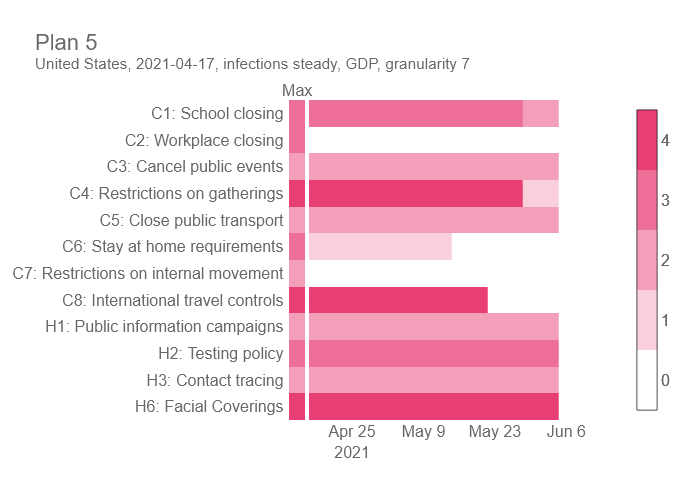 Plan 5
United States, 2021-04-17, infections steady, GDP, granularity 7
Max
C1: School closing
C2: Workplace closing
C3: Cancel public events
C4: Restrictions on gatherings
C5: Close public transport
C6: Stay at home requirements
C7: Restrictions on internal movement
C8: International travel controls
H1: Public information campaigns
H2: Testing policy
H3: Contact tracing
H6: Facial Coverings
Apr 25 May 9 May 23 Jun 6
2021
4
3
2
1
0